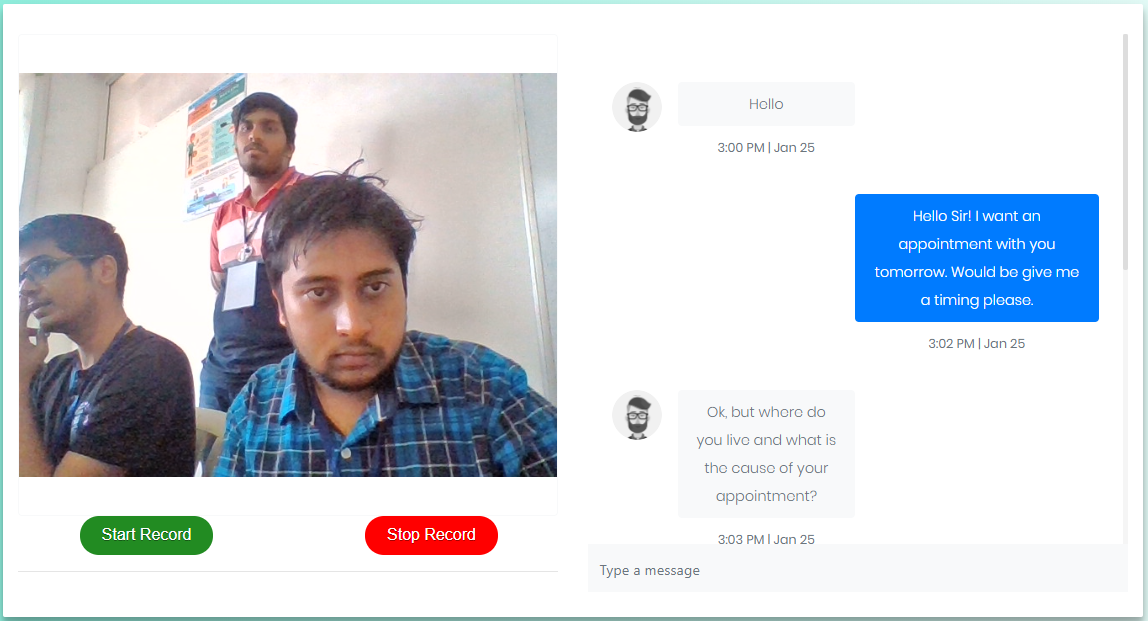 Hello
3:00 PM | Jan 25
Hello Sir! I want an
appointment with you
tomorrow. Would be give me
a timing please.
3:02 PM | Jan 25
Ok, but where do
you live and what is
the cause of your
appointment?
3:03 PM | Jan 25
Start Record
Stop Record
Type a message